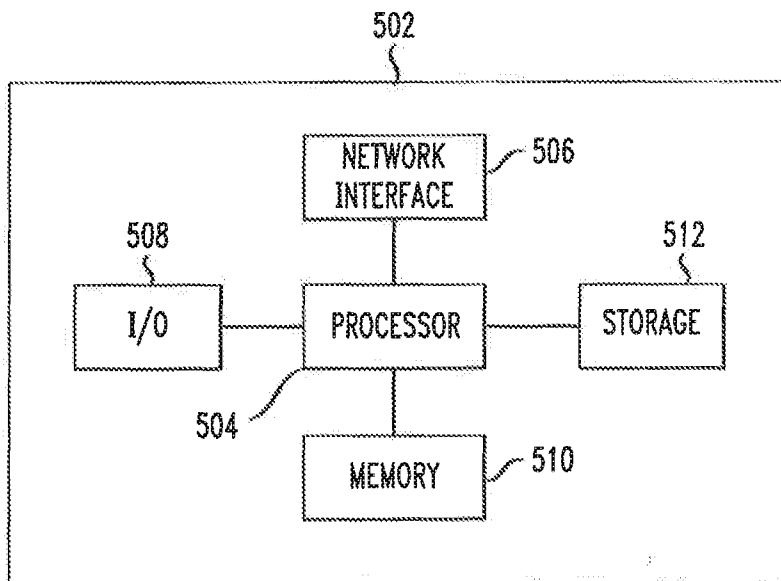 502
NETWORK
INTERFACE
506
508
512
I/O
PROCESSOR
STORAGE
504
MEMORY
510